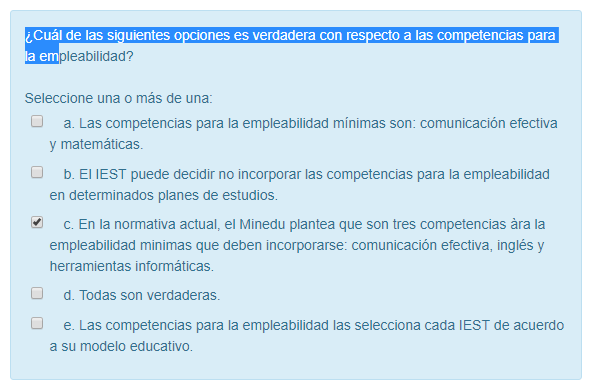 ¿Cuál de las siguientes opciones es verdadera con respecto a las competencias para
la empleabilidad?
Seleccione una o más de una:
a. Las competencias para la empleabilidad mínimas son: comunicación efectiva
y matemáticas.
b. El IEST puede decidir no incorporar las competencias para la empleabilidad
en determinados planes de estudios.
c. En la normativa actual, el Minedu plantea que son tres competencias àra la
empleabilidad minimas que deben incorporarse: comunicación efectiva, inglés y
herramientas informáticas.
d. Todas son verdaderas.
e. Las competencias para la empleabilidad las selecciona cada IEST de acuerdo
a su modelo educativo.